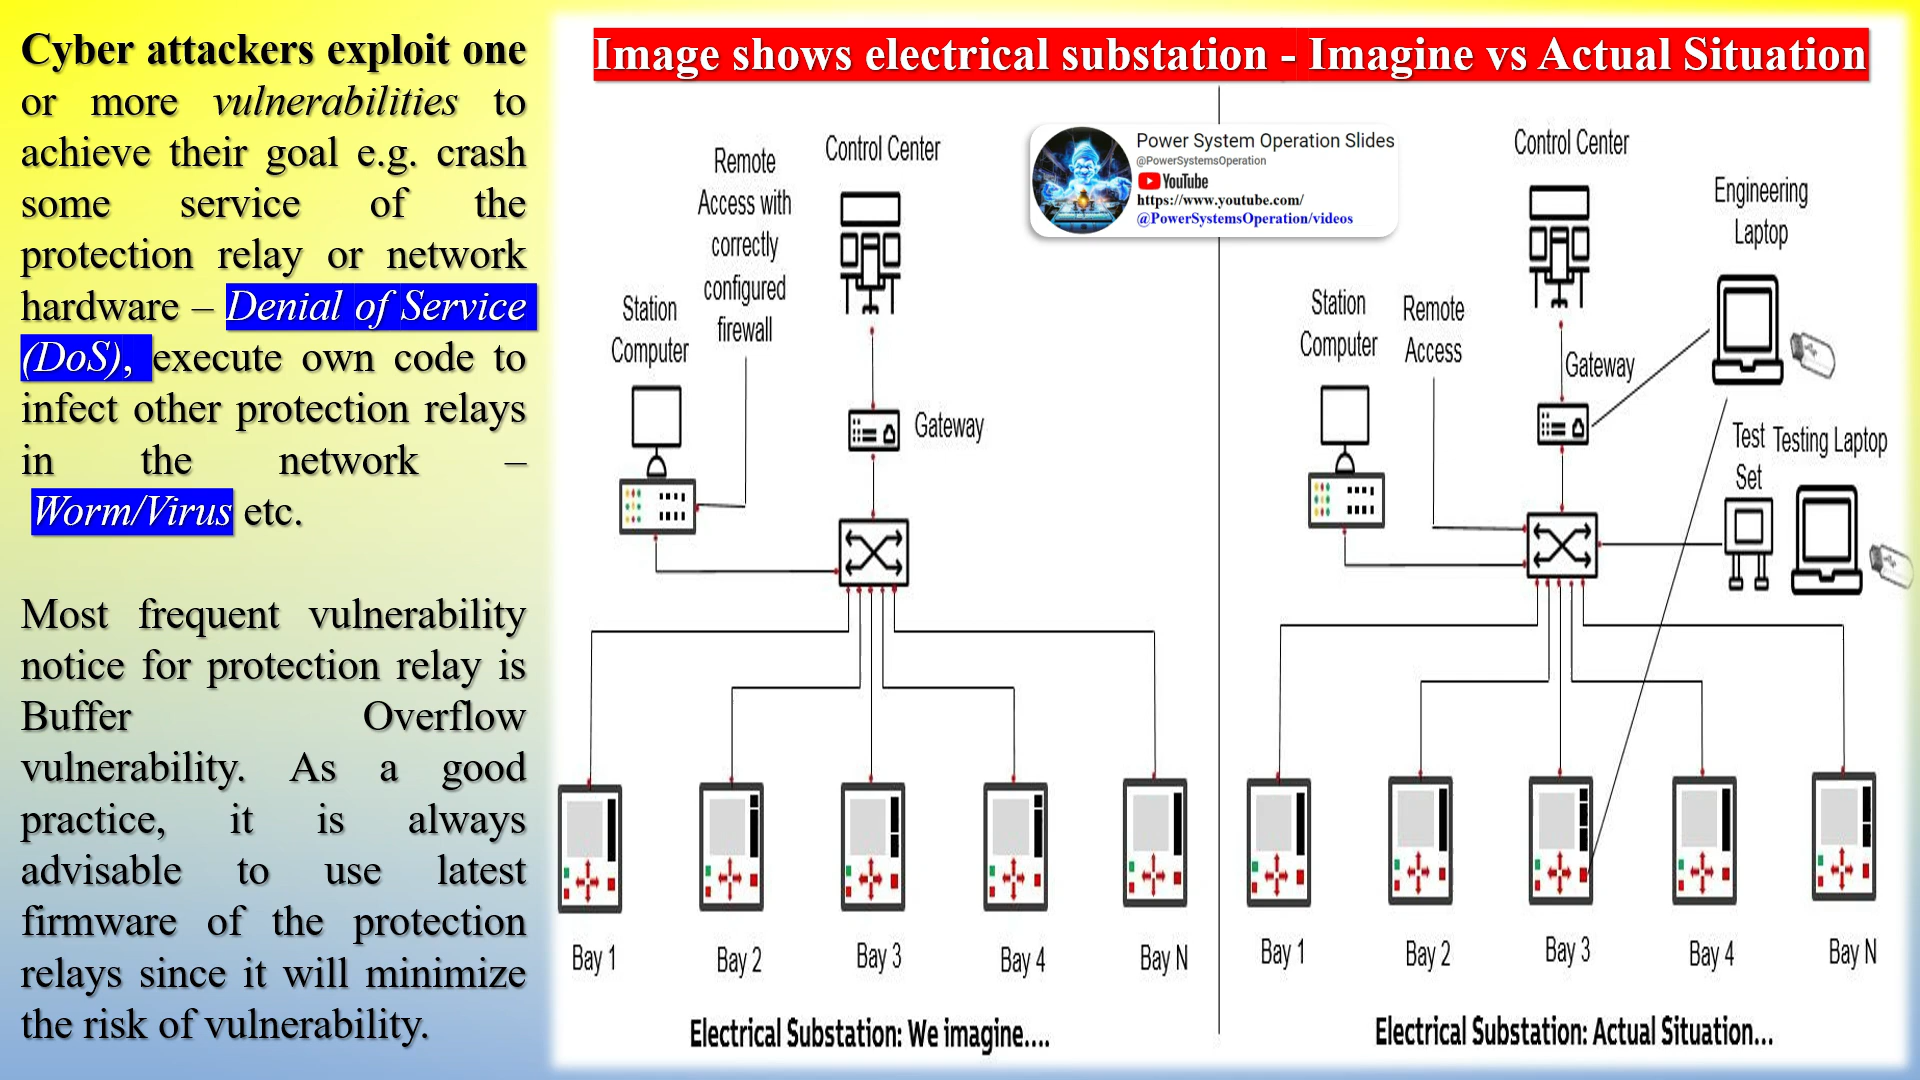 Cyber attackers exploit one
or more vulnerabilities to
achieve their goal e.g. crash
some service of the
protection relay or network
hardware – Denial of Service
(DoS), execute own code to
infect other protection relays
in the network –
Worm/Virus etc.
Most frequent vulnerability
notice for protection relay is
Buffer Overflow
vulnerability. As a good
practice, it is always
advisable to use latest
firmware of the protection
relays since it will minimize
the risk of vulnerability.
Image shows electrical substation - Imagine vs Actual Situation
Power System Operation Slides
@PowerSystemsOperation
YouTube
https://www.youtube.com/
@PowerSystemsOperation/videos
Control Center
Remote
Access with
correctly
configured
firewall
Station
Computer
Gateway
Bay 1
Bay 2
Bay 3
Bay 4
Bay N
Electrical Substation: We imagine....
Control Center
Engineering
Laptop
Station
Computer
Remote
Access
Gateway
Test
Set
Testing Laptop
Bay 1
Bay 2
Bay 3
Bay 4
Bay N
Electrical Substation: Actual Situation...